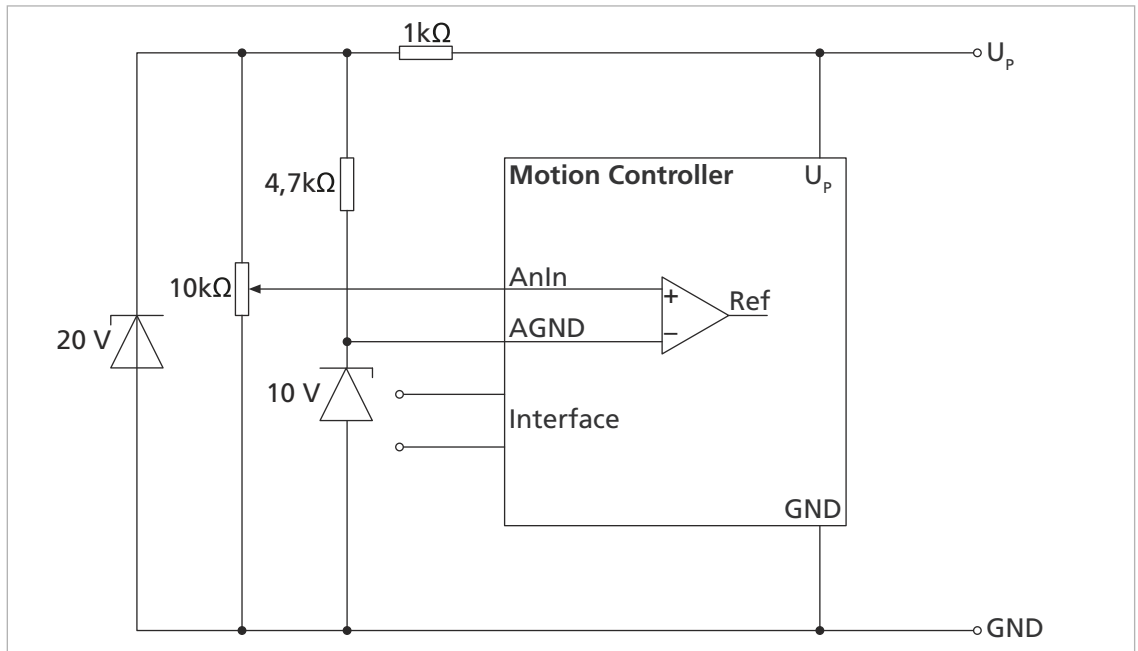 1kΩ
U_P
4,7kΩ
Motion Controller
U_P
10kΩ
AnIn
Ref
AGND
20 V
10 V
Interface
GND
GND